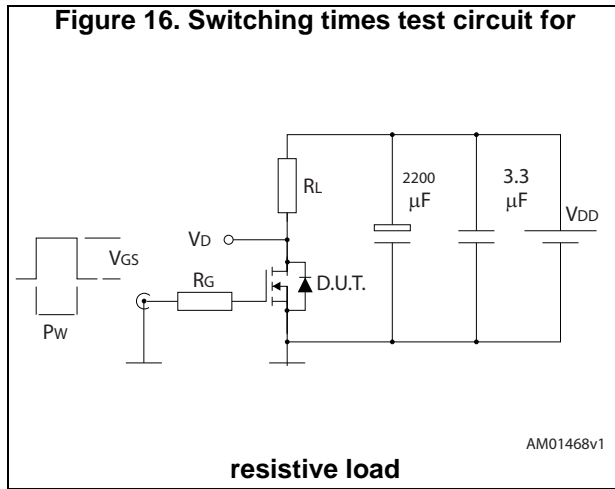 Figure 16. Switching times test circuit for
RL
2200
μF
3.3
μF
VDD
VD
VGS
RG
D.U.T.
PW
AM01468v1
resistive load